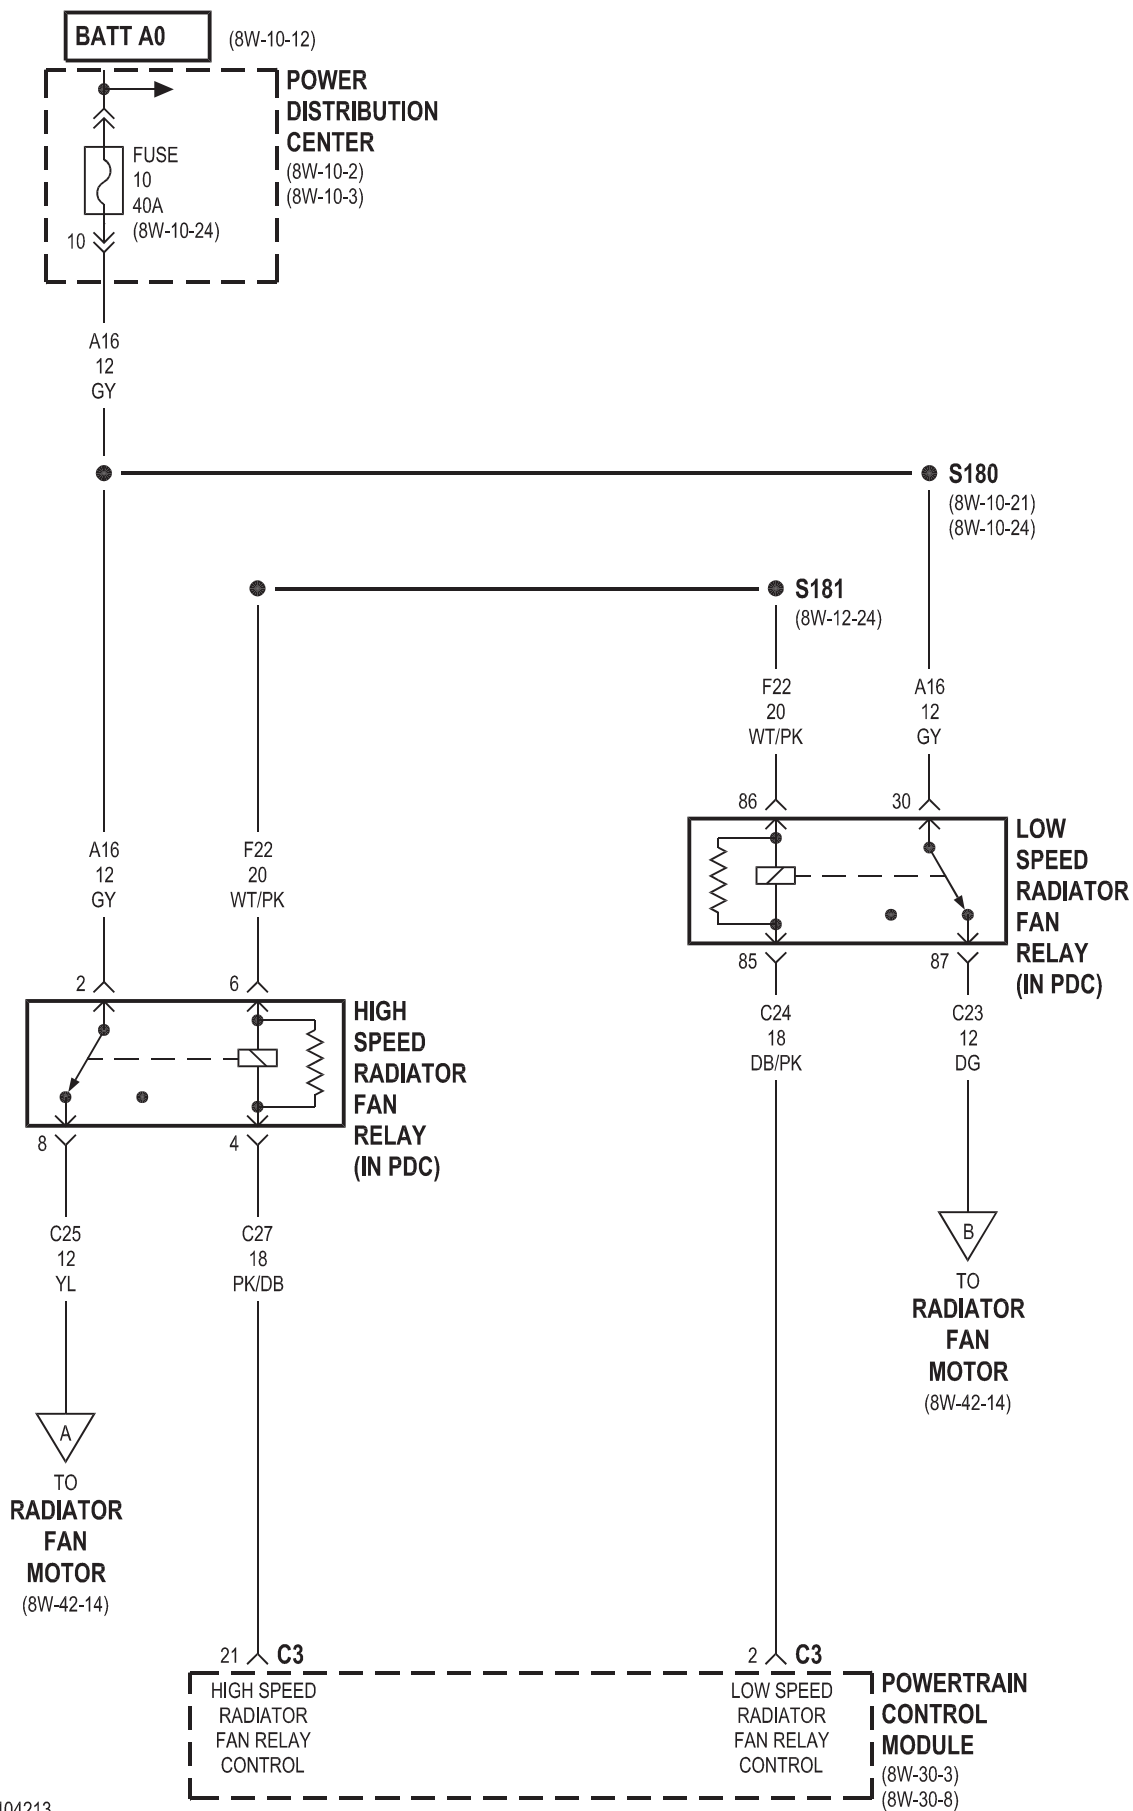 BATT A0
(8W-10-12)
POWER
DISTRIBUTION
CENTER
(8W-10-2)
(8W-10-3)
FUSE
10
40A
(8W-10-24)
10
A16
12
GY
S180
(8W-10-21)
(8W-10-24)
S181
(8W-12-24)
F22
20
WT/PK
A16
12
GY
86
30
LOW
SPEED
RADIATOR
FAN
RELAY
(IN PDC)
A16
12
GY
F22
20
WT/PK
85
87
2
6
C24
18
DB/PK
C23
12
DG
HIGH
SPEED
RADIATOR
FAN
RELAY
(IN PDC)
8
4
C25
12
YL
C27
18
PK/DB
B
TO
RADIATOR
FAN
MOTOR
(8W-42-14)
A
TO
RADIATOR
FAN
MOTOR
(8W-42-14)
21
C3
2
C3
HIGH SPEED
RADIATOR
FAN RELAY
CONTROL
LOW SPEED
RADIATOR
FAN RELAY
CONTROL
POWERTRAIN
CONTROL
MODULE
(8W-30-3)
(8W-30-8)